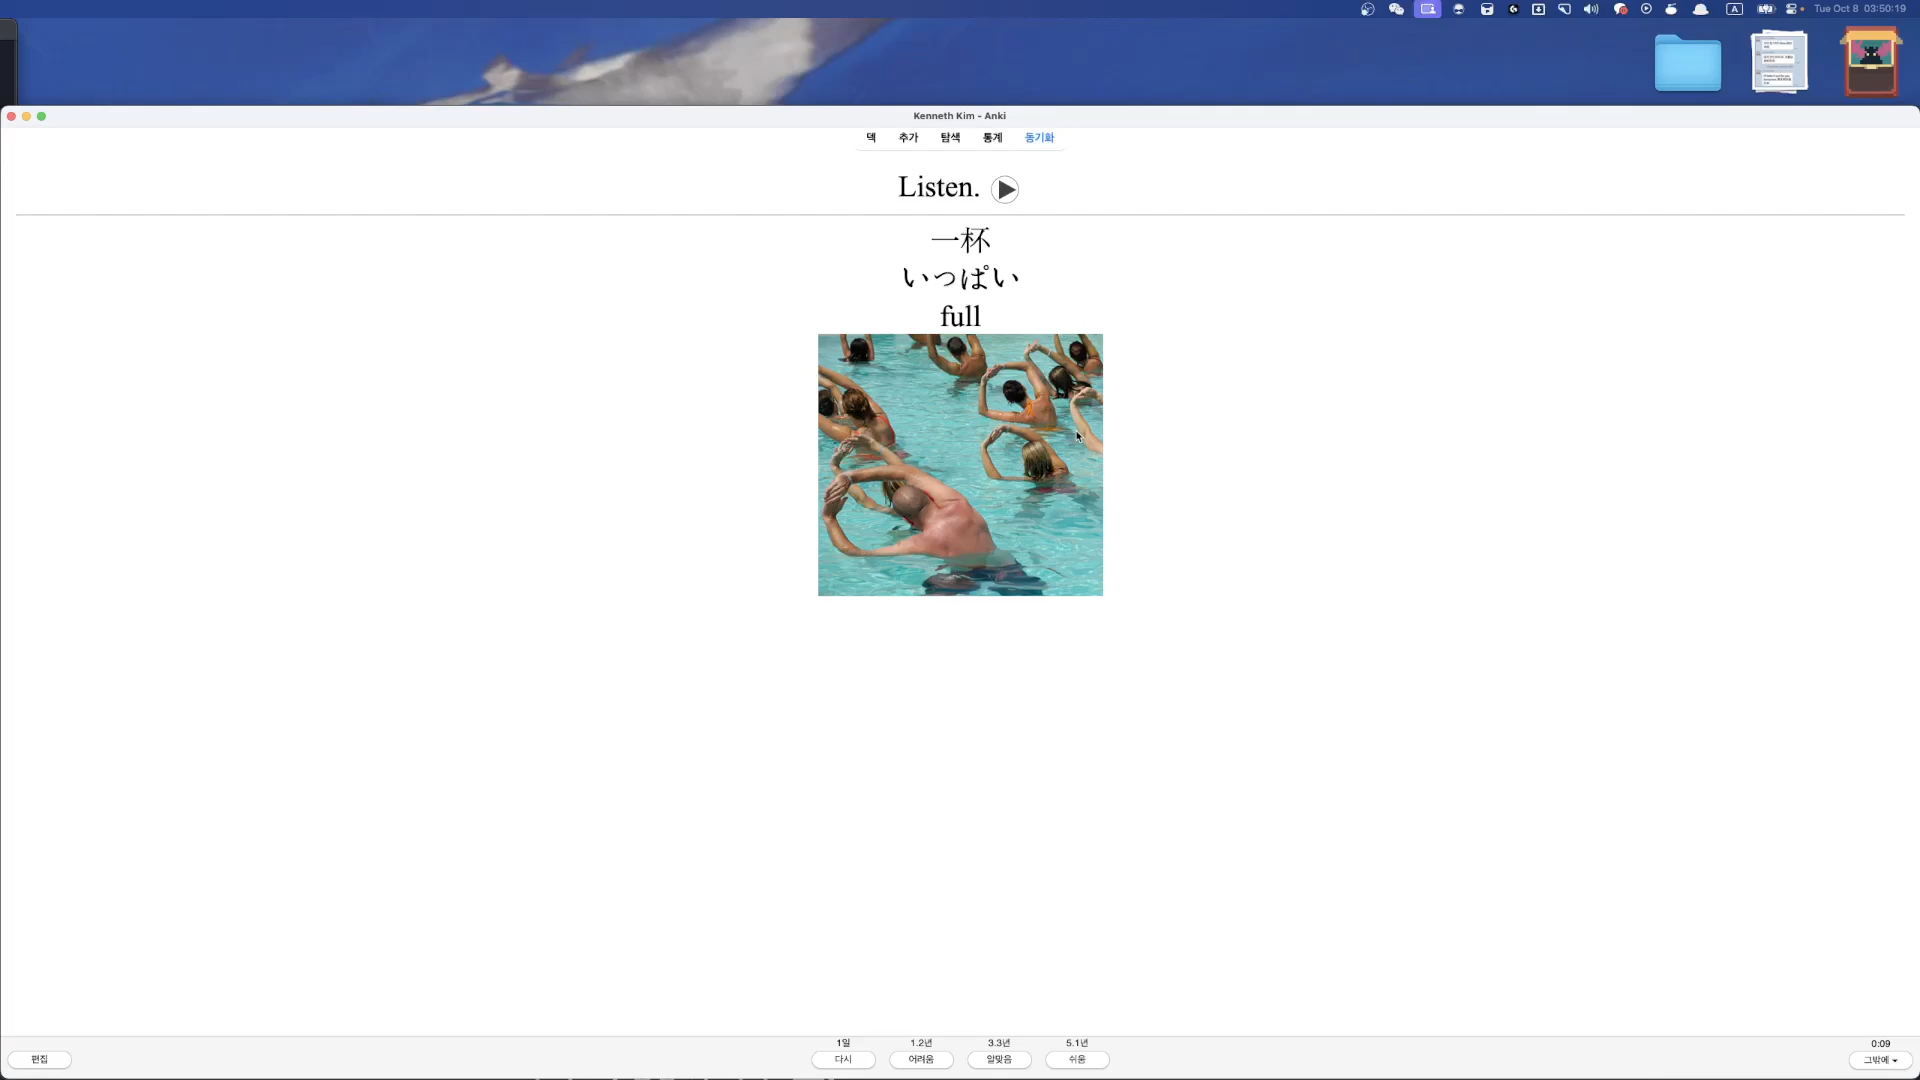 Tue Oct 8 03:50:19
Kenneth Kim - Anki
덱 추가 탐색 통계 동기화
Listen.
一杯
いっぱい
full
1일 1.2년 3.3년 5.1년 0:09
편집 다시 어려움 알맞음 쉬움 그밖에